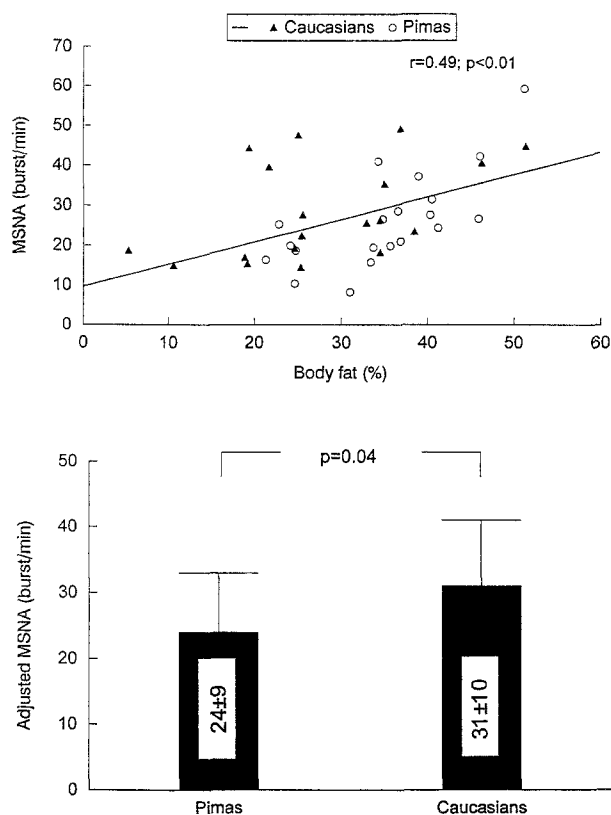 Caucasians Pimas
r=0.49; p<0.01
MSNA (burst/min)
70
60
50
40
30
20
10
0
0 10 20 30 40 50 60
Body fat (%)
p=0.04
Adjusted MSNA (burst/min)
50
40
30
20
10
0
24±9
31±10
Pimas Caucasians